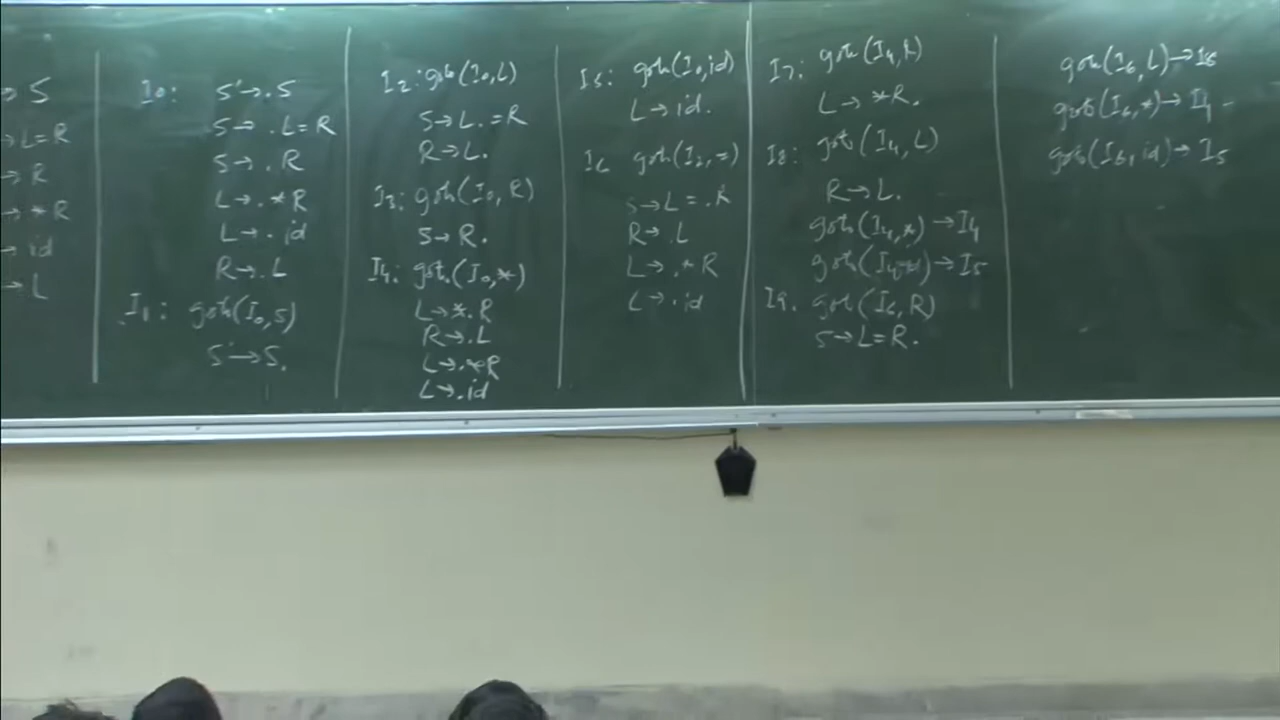 → S
→ L=R
→ R
→ *R
→ id
→ L
I0: S'→.S
S→.L=R
S→.R
L→.*R
L→.id
R→.L
I1: goto(I0,S)
S'→S.
I2: goto(I0,L)
S→L.=R
R→L.
I3: goto(I0,R)
S→R.
I4: goto(I0,*)
L→*.R
R→.L
L→.*R
L→.id
I5: goto(I0,id)
L→id.
I6 goto(I2,=)
S→L=.R
R→.L
L→.*R
L→.id
I7: goto(I4,R)
L→*R.
I8: goto(I4,L)
R→L.
goto(I4,*)→I4
goto(I4,id)→I5
I9. goto(I6,R)
S→L=R.
goto(I6,L)→I8
goto(I6,*)→I4
goto(I6,id)→I5